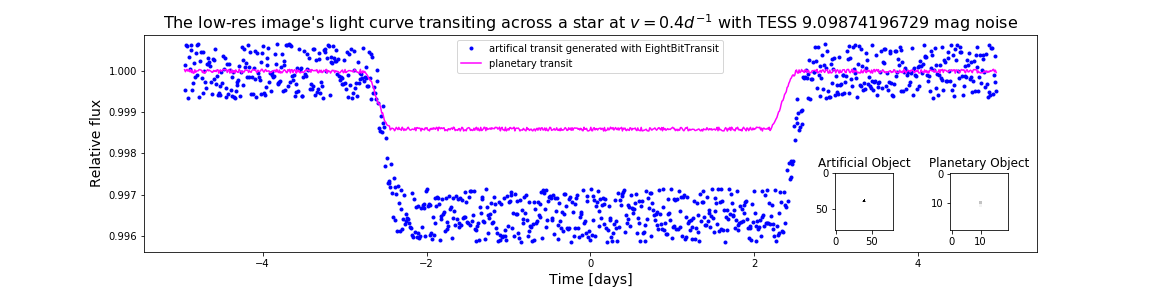 The low-res image's light curve transiting across a star at v = 0.4d⁻¹ with TESS 9.09874196729 mag noise
artifical transit generated with EightBitTransit
planetary transit
Relative flux
1.000
0.999
0.998
0.997
0.996
Artificial Object
0
50
0 50
Planetary Object
0
10
0 10
−4 −2 0 2 4
Time [days]